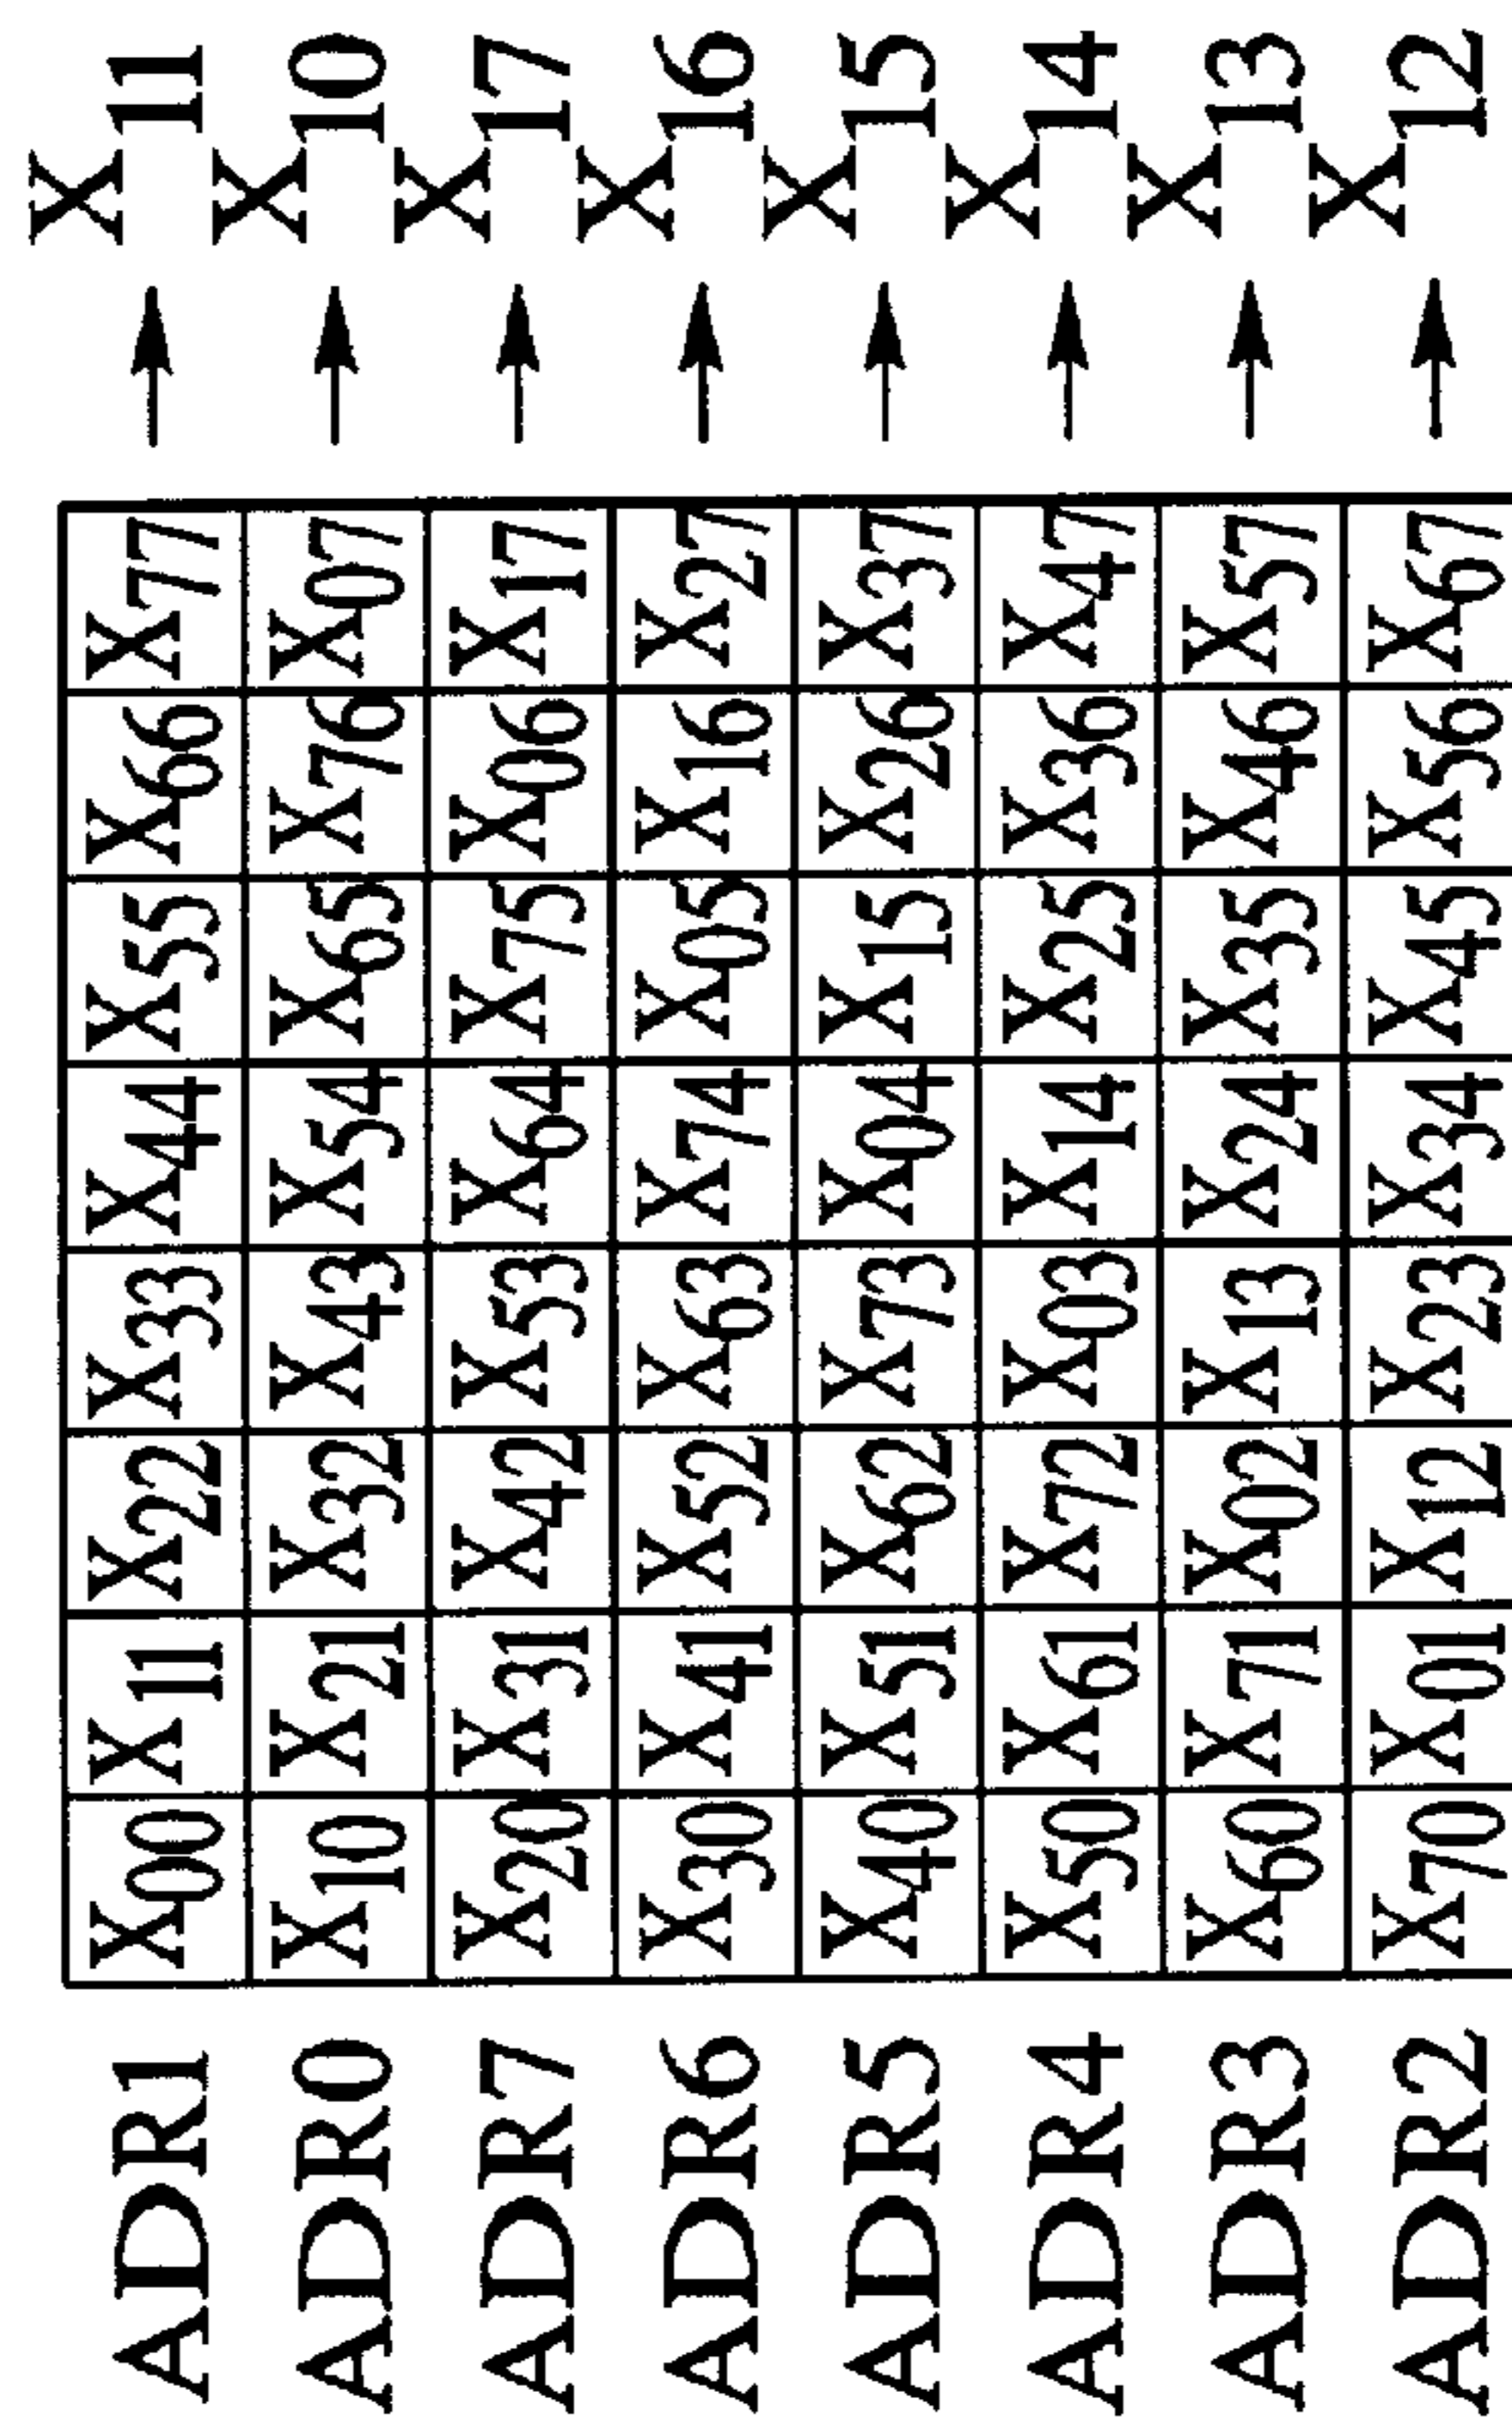 ADR1 X00 X11 X22 X33 X44 X55 X66 X77 X11
ADR0 X10 X21 X32 X43 X54 X65 X76 X07 X10
ADR7 X20 X31 X42 X53 X64 X75 X06 X17 X17
ADR6 X30 X41 X52 X63 X74 X05 X16 X27 X16
ADR5 X40 X51 X62 X73 X04 X15 X26 X37 X15
ADR4 X50 X61 X72 X03 X14 X25 X36 X47 X14
ADR3 X60 X71 X02 X13 X24 X35 X46 X57 X13
ADR2 X70 X01 X12 X23 X34 X45 X56 X67 X12